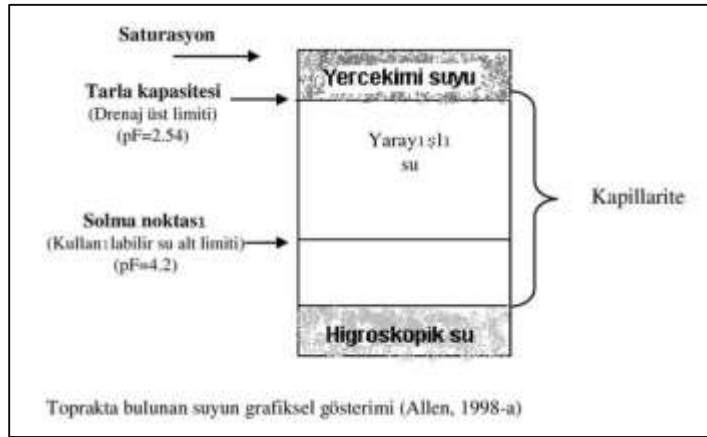 Saturasyon
Yercekimi suyu
Tarla kapasitesi
(Drenaj üst limiti)
(pF=2.54)
Yarayışlı
su
Kapillarite
Solma noktası
(Kullanılabilir su alt limiti)
(pF=4.2)
Higroskopik su
Toprakta bulunan suyun grafiksel gösterimi (Allen, 1998-a)